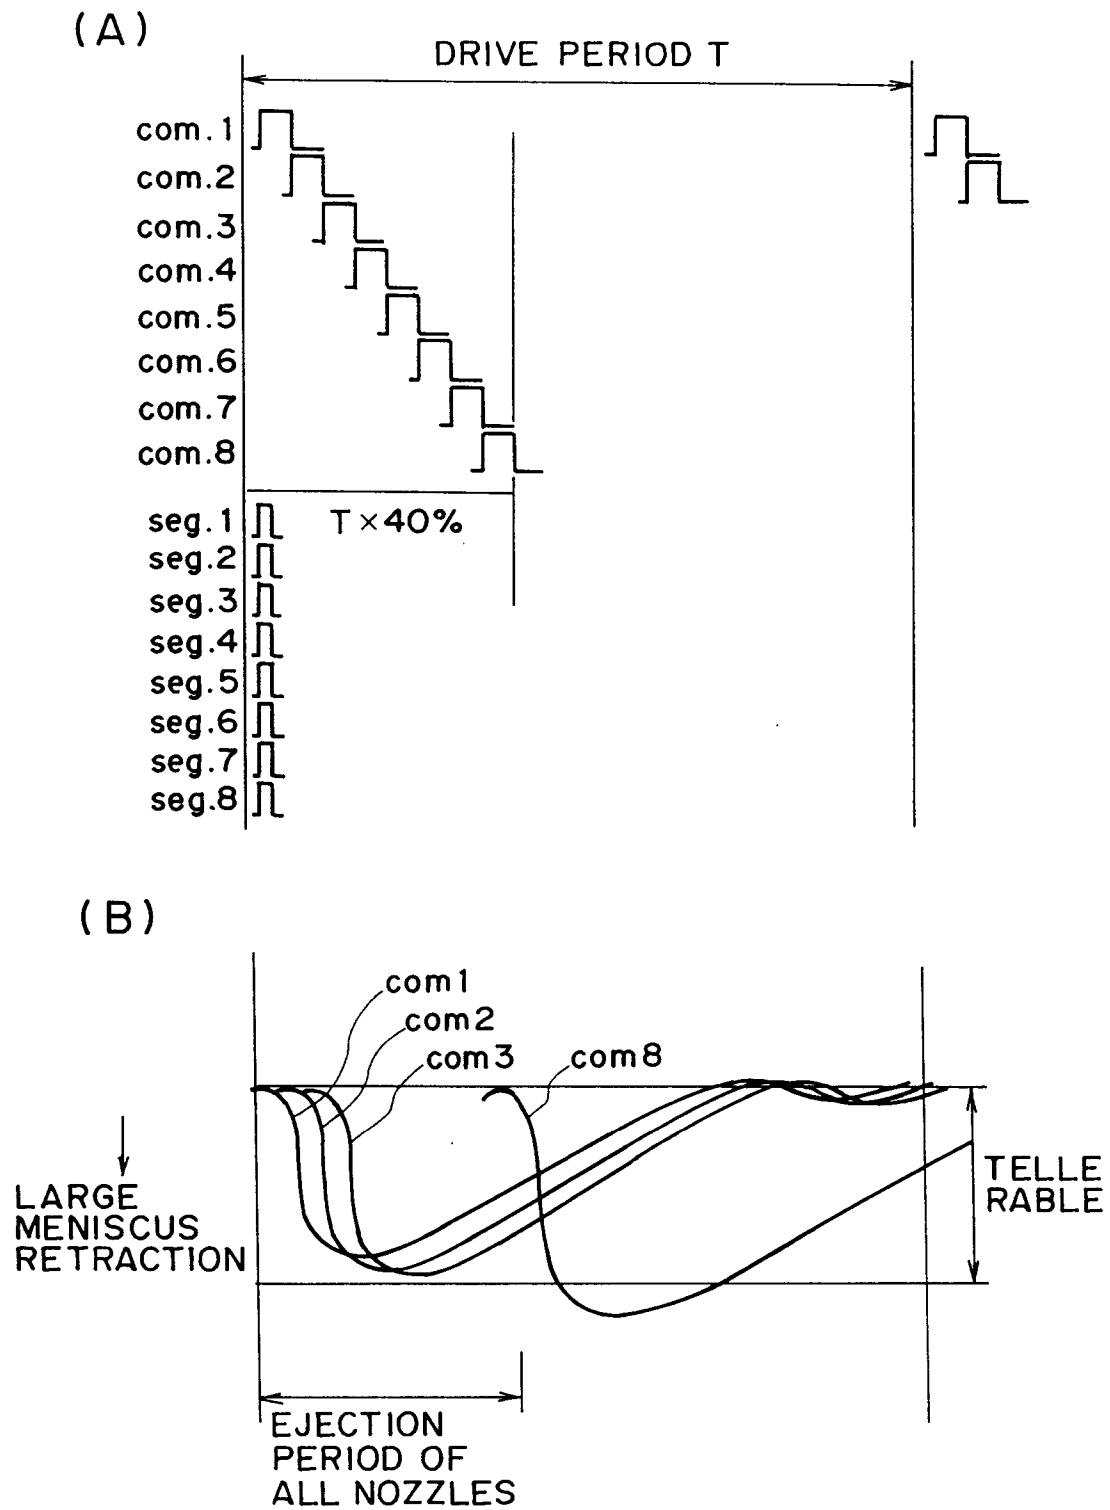 (A)
DRIVE PERIOD T
com.1
com.2
com.3
com.4
com.5
com.6
com.7
com.8
T×40%
seg.1
seg.2
seg.3
seg.4
seg.5
seg.6
seg.7
seg.8
(B)
com1
com2
com3
com8
LARGE
MENISCUS
RETRACTION
TELLE
RABLE
EJECTION
PERIOD OF
ALL NOZZLES